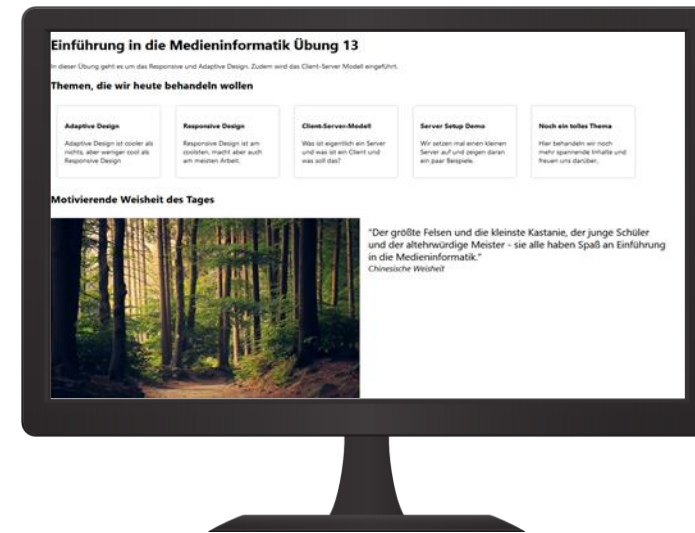 Einführung in die Medieninformatik Übung 13
In dieser Übung geht es um das Responsive und Adaptive Design. Zudem wird das Client-Server Modell eingeführt.
Themen, die wir heute behandeln wollen
Adaptive Design
Adaptive Design ist cooler als
nichts, aber weniger cool als
Responsive Design
Responsive Design
Responsive Design ist am
coolsten, macht aber auch
am meisten Arbeit.
Client-Server-Modell
Was ist eigentlich ein Server
und was ist ein Client und
was soll das?
Server Setup Demo
Wir setzen mal einen kleinen
Server auf und zeigen daran
ein paar Beispiele.
Noch ein tolles Thema
Hier behandeln wir noch
mehr spannende Inhalte und
freuen uns darüber.
Motivierende Weisheit des Tages
"Der größte Felsen und die kleinste Kastanie, der junge Schüler
und der altehrwürdige Meister - sie alle haben Spaß an Einführung
in die Medieninformatik."
Chinesische Weisheit